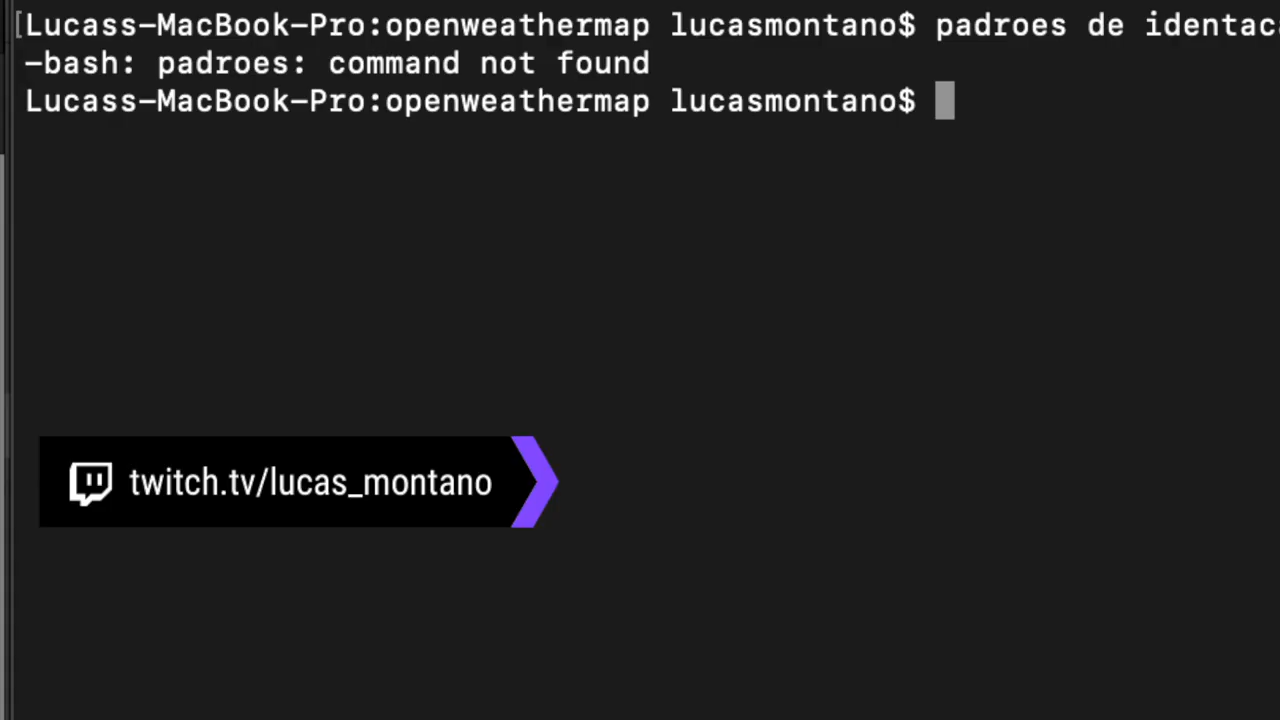 [Lucass-MacBook-Pro:openweathermap lucasmontano$ padroes de identac
-bash: padroes: command not found
Lucass-MacBook-Pro:openweathermap lucasmontano$
twitch.tv/lucas_montano